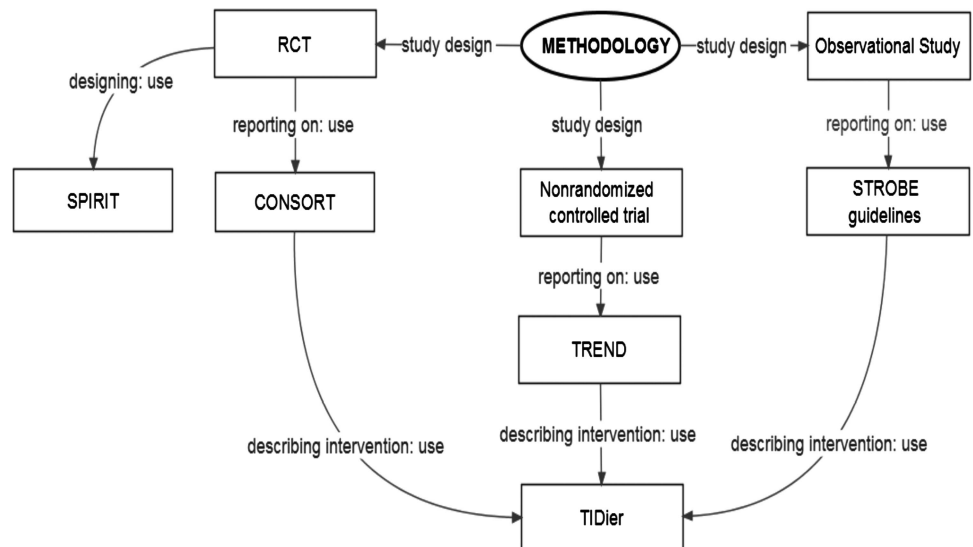 RCT
study design
METHODOLOGY
study design
Observational Study
designing: use
reporting on: use
study design
reporting on: use
SPIRIT
CONSORT
Nonrandomized
controlled trial
STROBE
guidelines
reporting on: use
TREND
describing intervention: use
describing intervention: use
describing intervention: use
TIDier